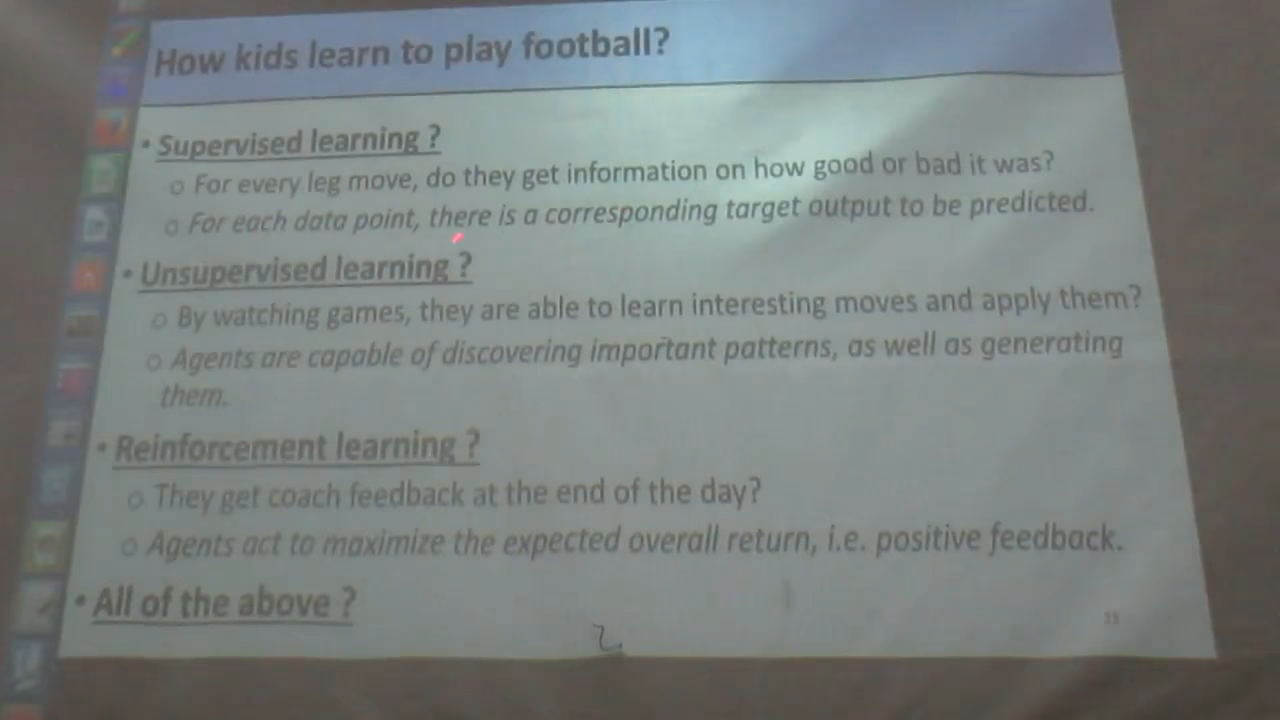 How kids learn to play football?
• Supervised learning ?
o For every leg move, do they get information on how good or bad it was?
o For each data point, there is a corresponding target output to be predicted.
• Unsupervised learning ?
o By watching games, they are able to learn interesting moves and apply them?
o Agents are capable of discovering important patterns, as well as generating
them.
• Reinforcement learning ?
o They get coach feedback at the end of the day?
o Agents act to maximize the expected overall return, i.e. positive feedback.
• All of the above ?